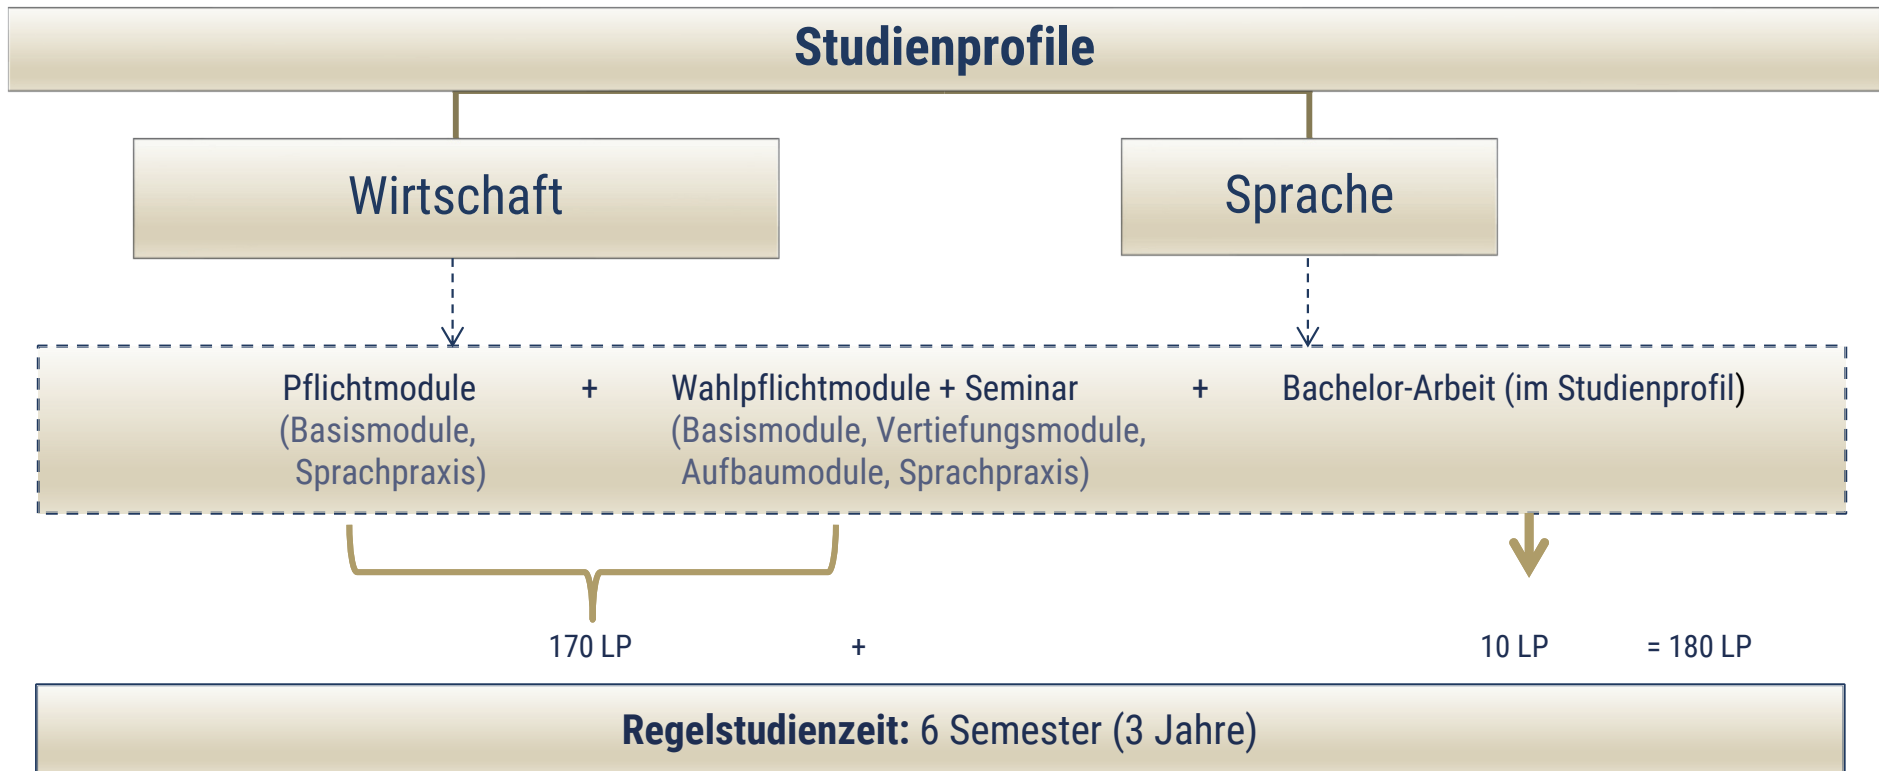 Studienprofile
Wirtschaft
Sprache
Pflichtmodule + Wahlpflichtmodule + Seminar + Bachelor-Arbeit (im Studienprofil)
(Basismodule, (Basismodule, Vertiefungsmodule,
Sprachpraxis) Aufbaumodule, Sprachpraxis)
170 LP + 10 LP = 180 LP
Regelstudienzeit: 6 Semester (3 Jahre)